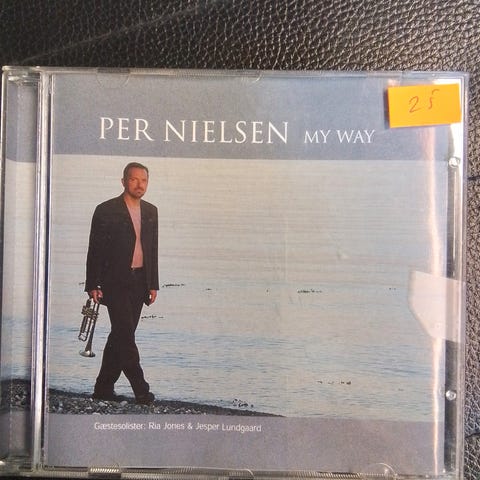 25
PER NIELSEN MY WAY
Gæstesolister: Ria Jones & Jesper Lundgaard